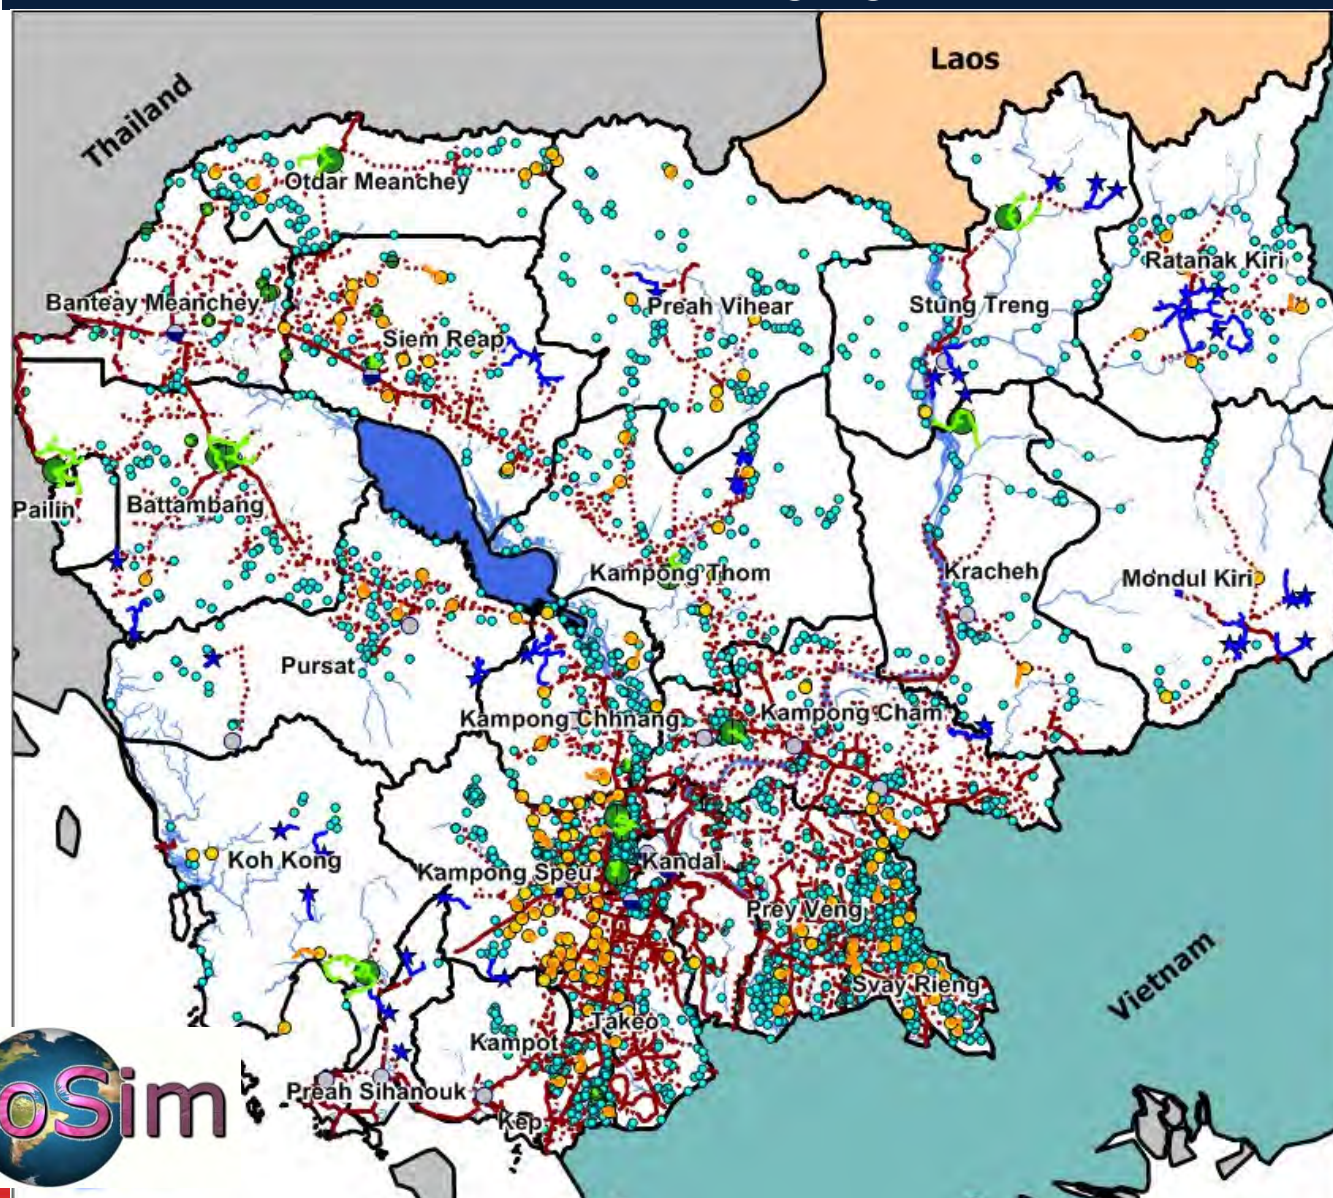 Laos
Thailand
Otdar Meanchey
Ratanak Kiri
Banteay Meanchey
Preah Vihear
Stung Treng
Siem Reap
Pailin
Battambang
Kampong Thom
Kracheh
Mondul Kiri
Pursat
Kampong Chhnang
Kampong Cham
Koh Kong
Kampong Speu
Kandal
Prey Veng
Vietnam
Svay Rieng
Takeo
Kampot
Preah Sihanouk
Kep
oSim